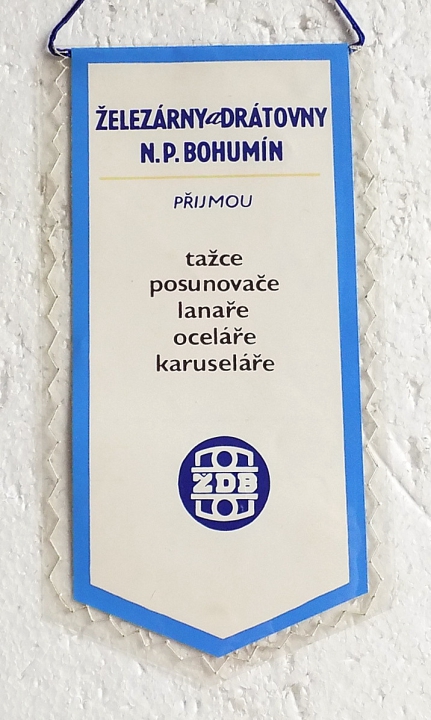 ŽELEZÁRNY a DRÁTOVNY
N.P. BOHUMÍN
PŘIJMOU
tažce
posunovače
lanaře
oceláře
karuseláře
ŽDB